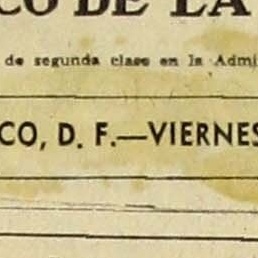 CO DE LA
de segunda clase en la Admi
CO, D. F.—VIERNES